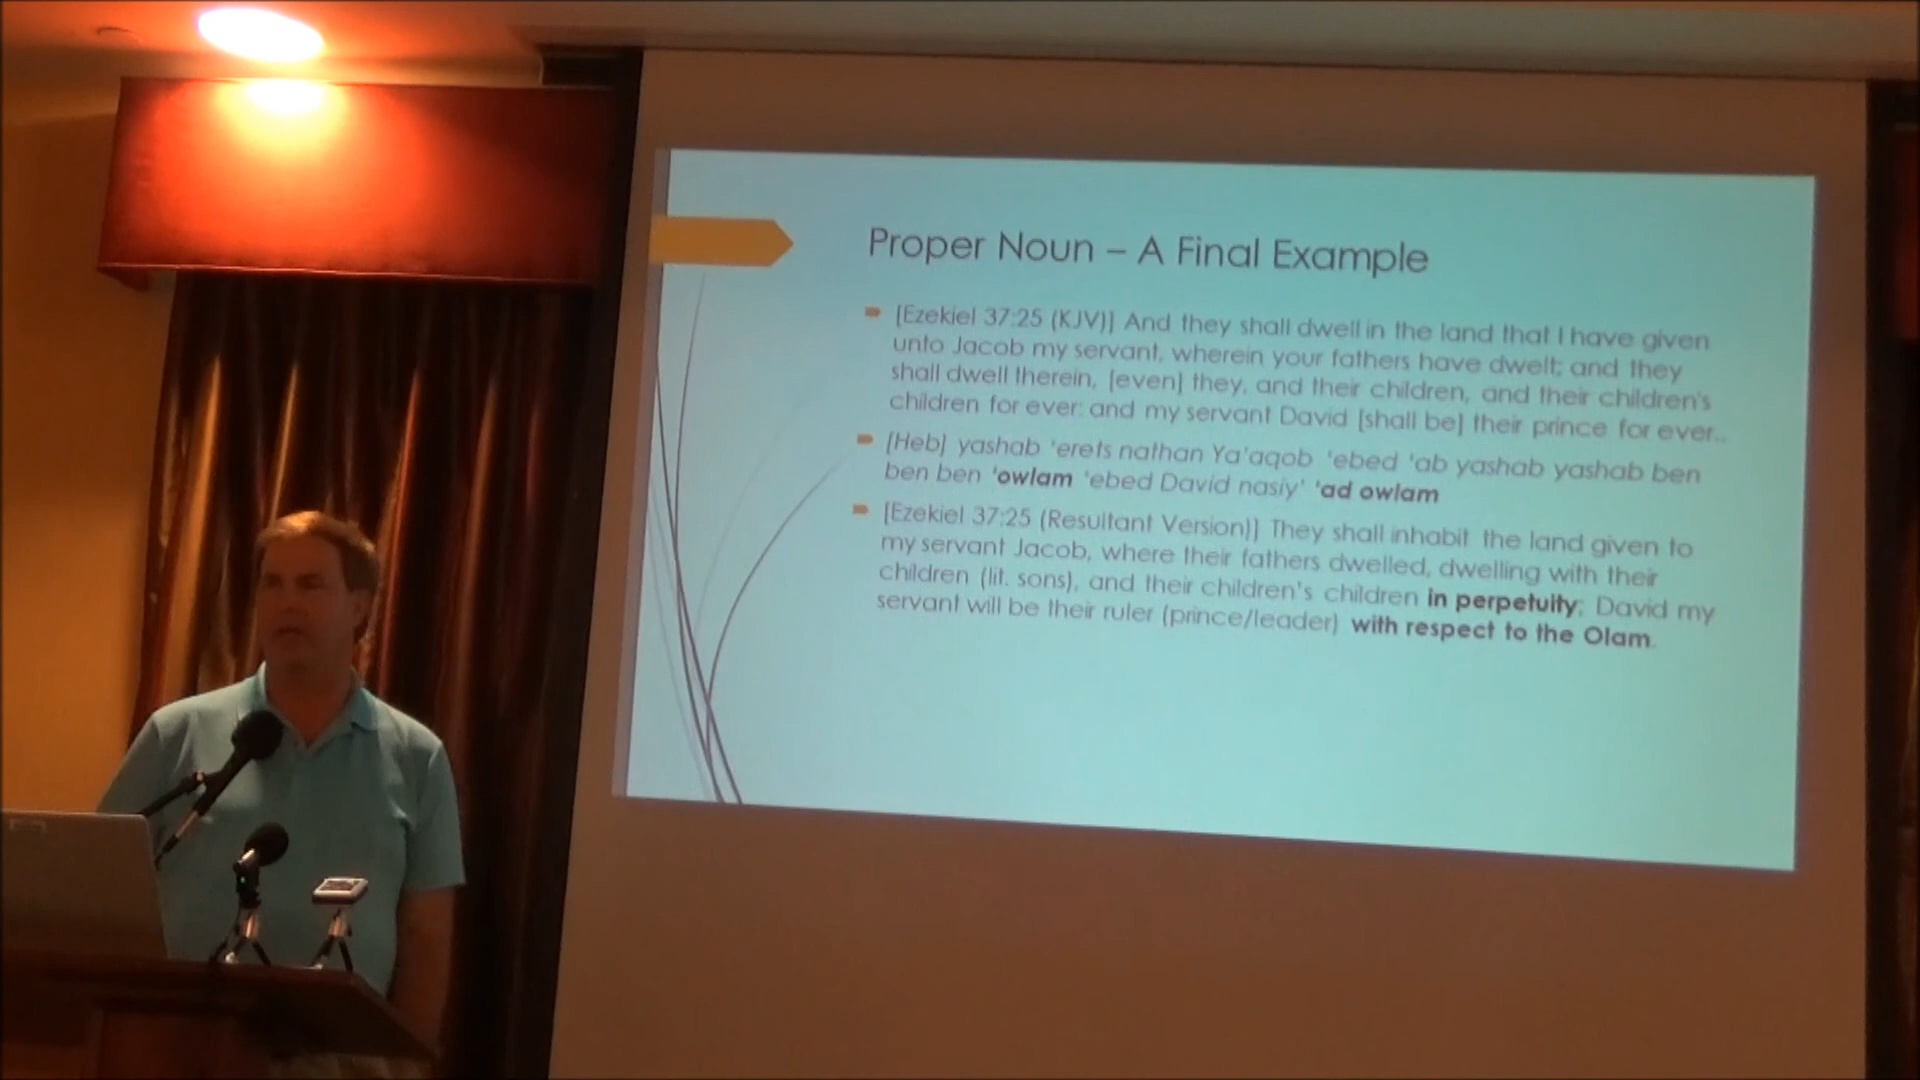 Proper Noun – A Final Example
[Ezekiel 37:25 (KJV)] And they shall dwell in the land that I have given
unto Jacob my servant, wherein your fathers have dwelt; and they
shall dwell therein, [even] they, and their children, and their children's
children for ever: and my servant David [shall be] their prince for ever..
[Heb] yashab 'erets nathan Ya'aqob 'ebed 'ab yashab yashab ben
ben ben 'owlam 'ebed David nasiy' 'ad owlam
[Ezekiel 37:25 (Resultant Version)] They shall inhabit the land given to
my servant Jacob, where their fathers dwelled, dwelling with their
children (lit. sons), and their children's children in perpetuity; David my
servant will be their ruler (prince/leader) with respect to the Olam.